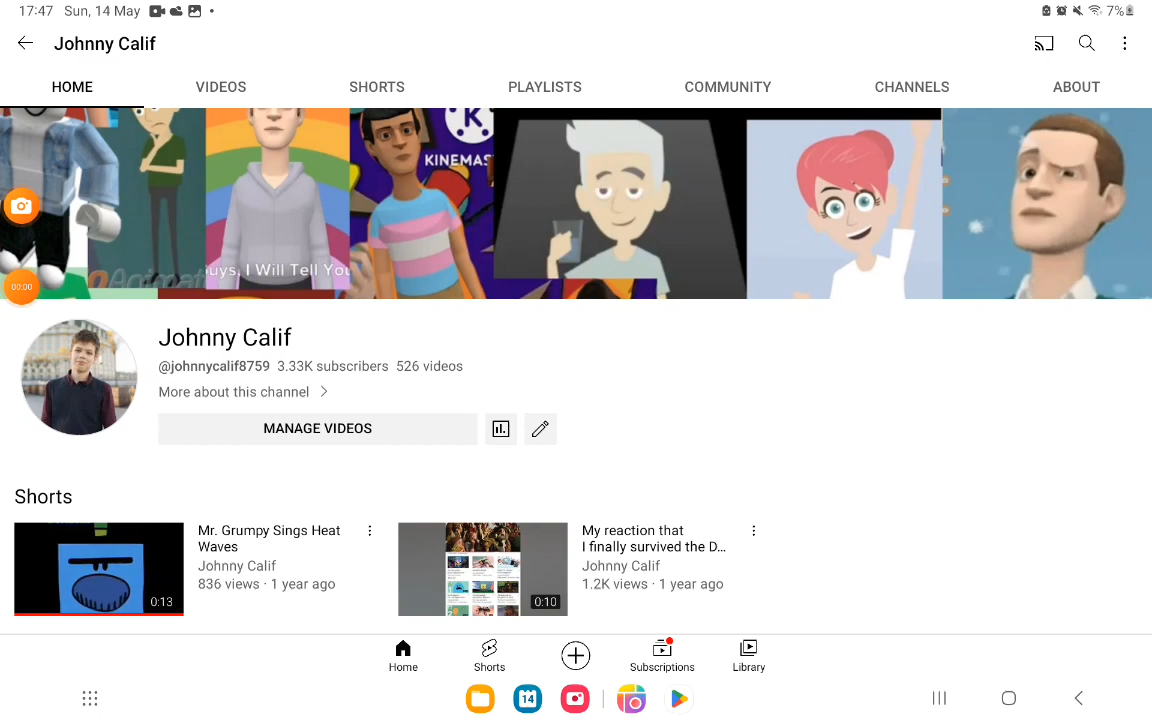 17:47 Sun, 14 May
7%
Johnny Calif
HOME VIDEOS SHORTS PLAYLISTS COMMUNITY CHANNELS ABOUT
K
KINEMAS
uys, I Will Tell You
Animat
00:00
Johnny Calif
@johnnycalif8759 3.33K subscribers 526 videos
More about this channel
MANAGE VIDEOS
Shorts
Mr. Grumpy Sings Heat
Waves
Johnny Calif
836 views · 1 year ago
0:13
My reaction that
I finally survived the D...
Johnny Calif
1.2K views · 1 year ago
0:10
Home Shorts Subscriptions Library
14